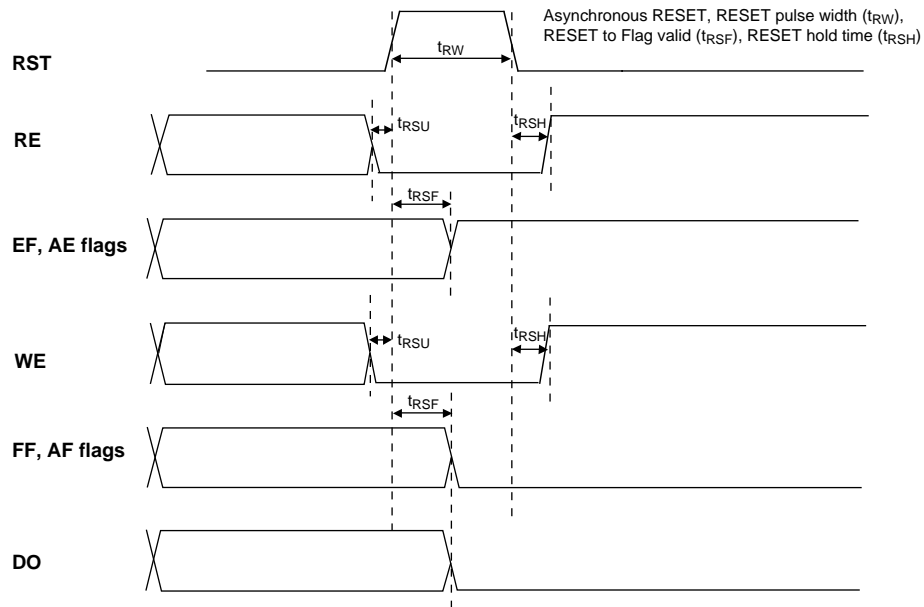 Asynchronous RESET, RESET pulse width (tRW),
RESET to Flag valid (tRSF), RESET hold time (tRSH)
tRW
RST
tRSU
tRSH
RE
tRSF
EF, AE flags
tRSU
tRSH
WE
tRSF
FF, AF flags
DO